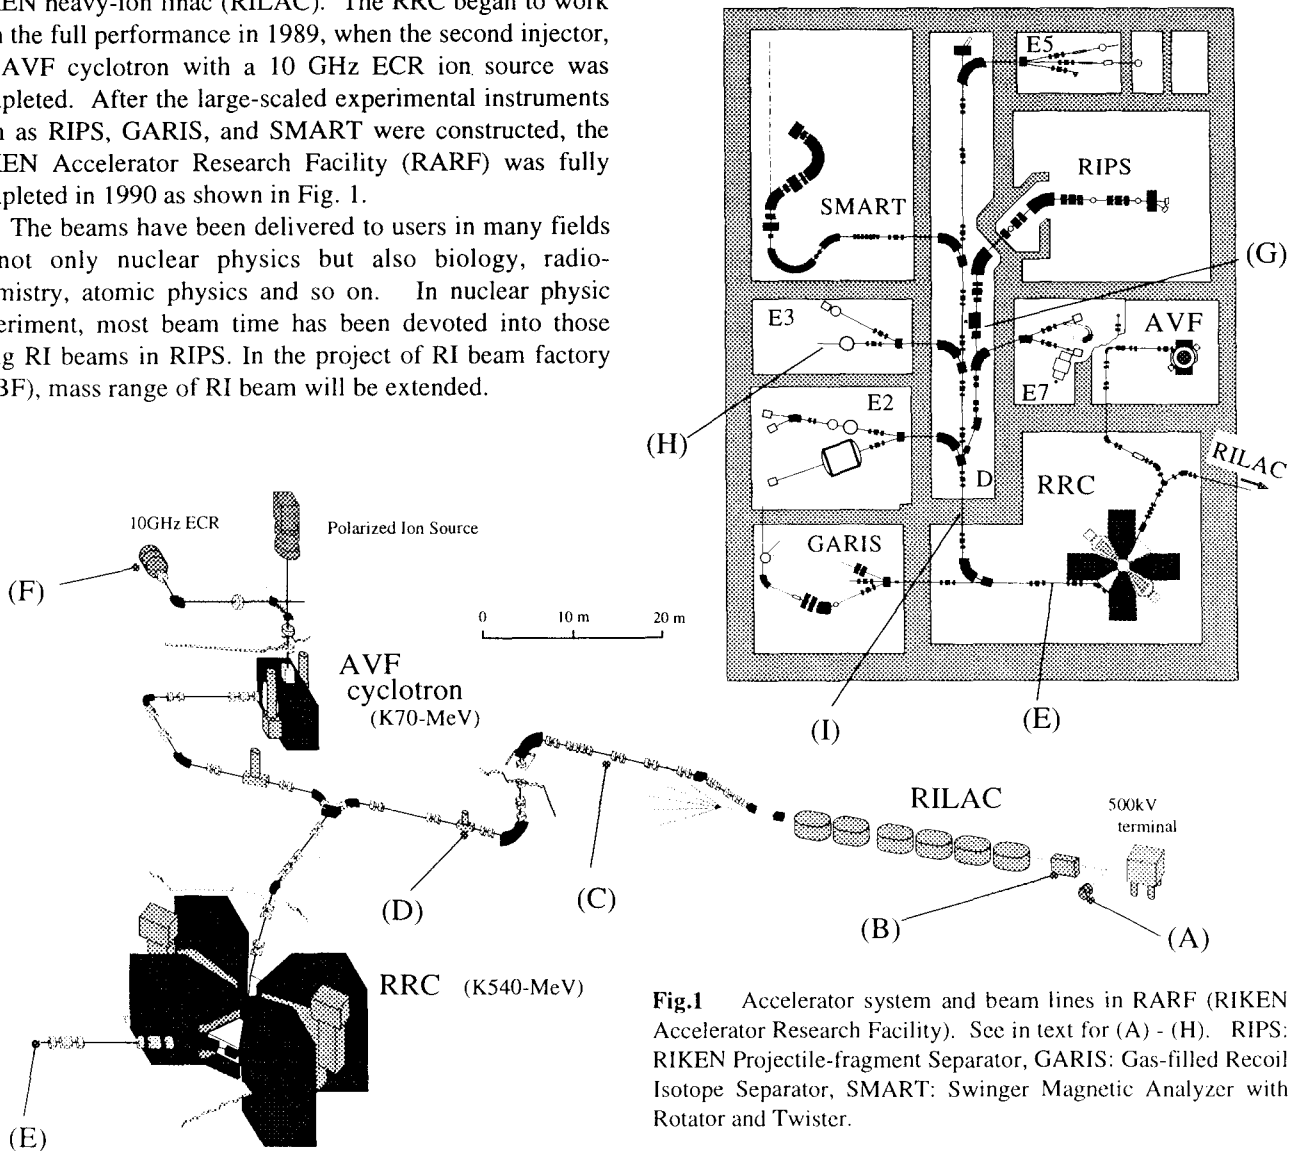 KEN heavy-ion linac (RILAC). The RRC began to work
the full performance in 1989, when the second injector,
AVF cyclotron with a 10 GHz ECR ion source was
pleted. After the large-scaled experimental instruments
as RIPS, GARIS, and SMART were constructed, the
KEN Accelerator Research Facility (RARF) was fully
pleted in 1990 as shown in Fig. 1.
The beams have been delivered to users in many fields
not only nuclear physics but also biology, radio-
mistry, atomic physics and so on. In nuclear physic
eriment, most beam time has been devoted into those
g RI beams in RIPS. In the project of RI beam factory
BF), mass range of RI beam will be extended.
E5
RIPS
SMART
(G)
E3
AVF
E7
E2
(H)
RILAC
D
RRC
GARIS
(I)
(E)
10GHz ECR
Polarized Ion Source
(F)
0 10 m 20 m
AVF
cyclotron
(K70-MeV)
RILAC
500kV
terminal
(D)
(C)
(B)
(A)
RRC (K540-MeV)
(E)
Fig.1 Accelerator system and beam lines in RARF (RIKEN
Accelerator Research Facility). See in text for (A) - (H). RIPS:
RIKEN Projectile-fragment Separator, GARIS: Gas-filled Recoil
Isotope Separator, SMART: Swinger Magnetic Analyzer with
Rotator and Twister.